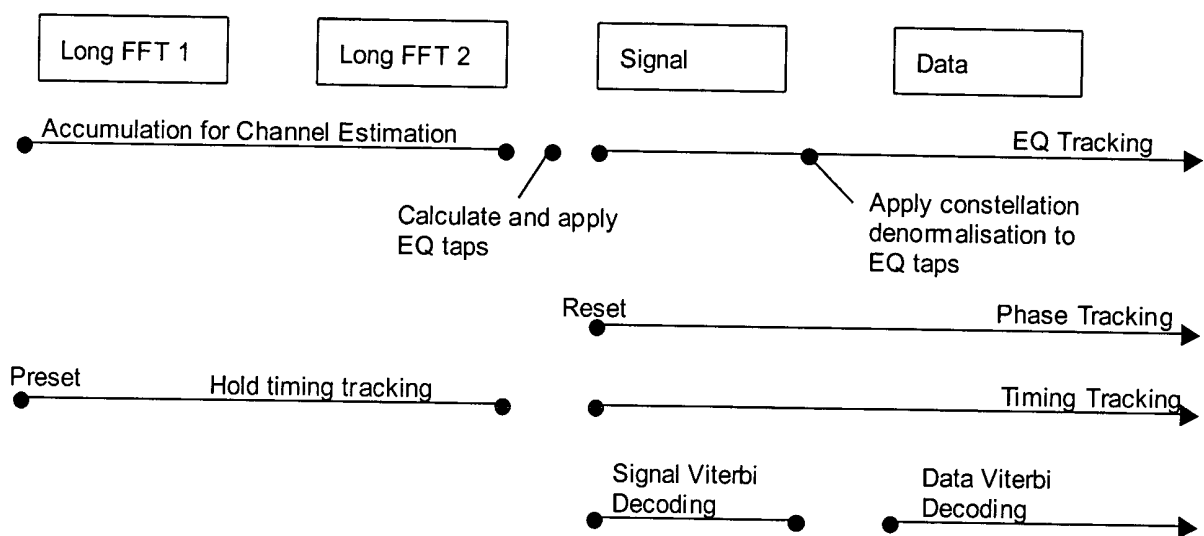 Long FFT 1
Long FFT 2
Signal
Data
Accumulation for Channel Estimation
EQ Tracking
Calculate and apply
EQ taps
Apply constellation
denormalisation to
EQ taps
Reset
Phase Tracking
Preset
Hold timing tracking
Timing Tracking
Signal Viterbi
Decoding
Data Viterbi
Decoding